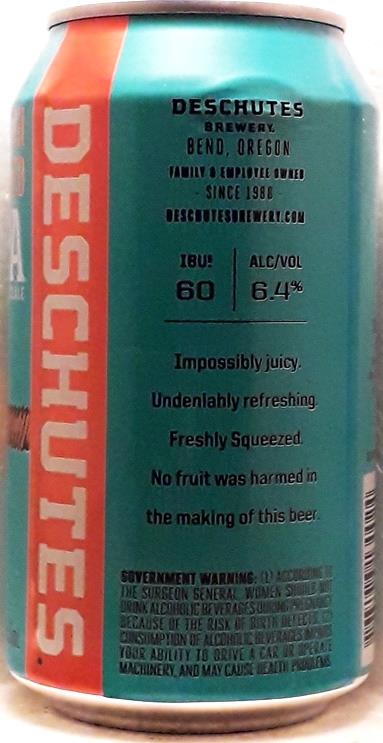 DESCHUTES
DESCHUTES
BREWERY.
BEND, OREGON
FAMILY & EMPLOYEE OWNED
- SINCE 1988 -
DESCHUTESBREWERY.COM
IBUs ALC/VOL
60 6.4%
Impossibly juicy.
Undeniably refreshing.
Freshly Squeezed.
No fruit was harmed in
the making of this beer.
GOVERNMENT WARNING: (1) ACCORDING TO
THE SURGEON GENERAL, WOMEN SHOULD NOT
DRINK ALCOHOLIC BEVERAGES DURING PREGNANCY
BECAUSE OF THE RISK OF BIRTH DEFECTS. (2)
CONSUMPTION OF ALCOHOLIC BEVERAGES IMPAIRS
YOUR ABILITY TO DRIVE A CAR OR OPERATE
MACHINERY, AND MAY CAUSE HEALTH PROBLEMS.